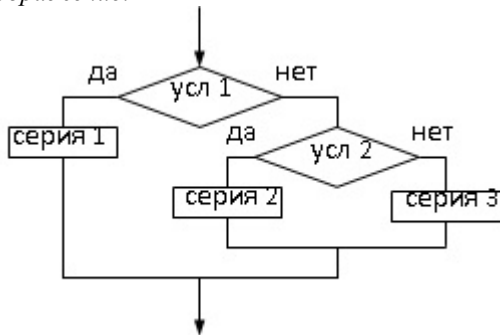 да
усл 1
нет
серия 1
да
усл 2
нет
серия 2
серия 3